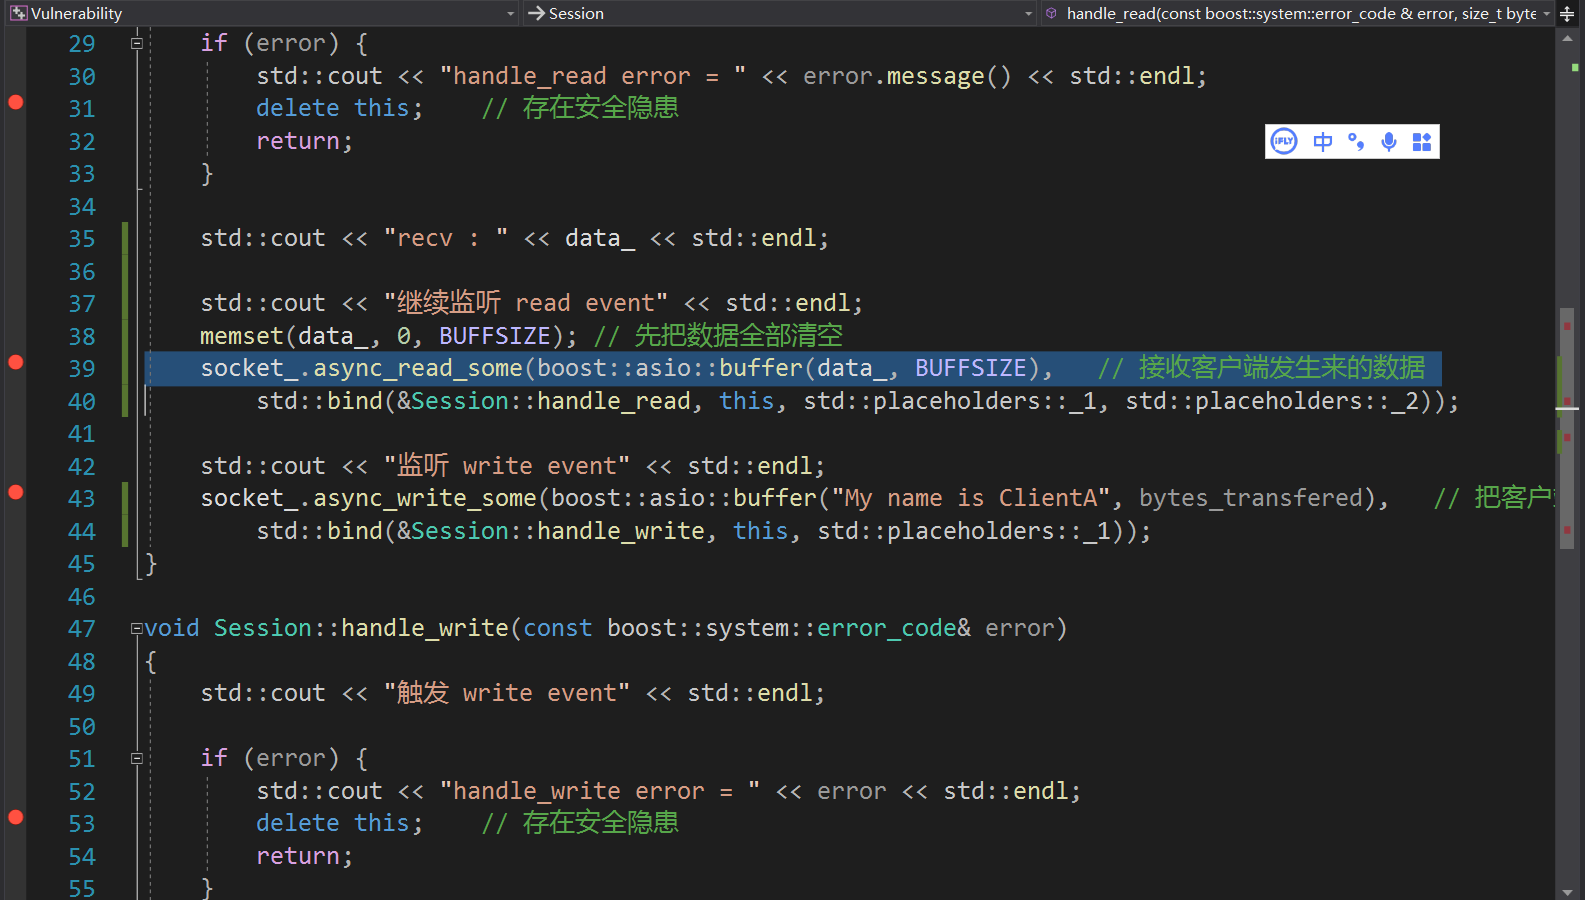 Vulnerability Session handle_read(const boost::system::error_code & error, size_t byte
29 if (error) {
30 std::cout << "handle_read error = " << error.message() << std::endl;
31 delete this; // 存在安全隐患
32 return;
33 }
iFLY 中
34
35 std::cout << "recv : " << data_ << std::endl;
36
37 std::cout << "继续监听 read event" << std::endl;
38 memset(data_, 0, BUFFSIZE); // 先把数据全部清空
39 socket_.async_read_some(boost::asio::buffer(data_, BUFFSIZE), // 接收客户端发生来的数据
40 std::bind(&Session::handle_read, this, std::placeholders::_1, std::placeholders::_2));
41
42 std::cout << "监听 write event" << std::endl;
43 socket_.async_write_some(boost::asio::buffer("My name is ClientA", bytes_transfered), // 把客户
44 std::bind(&Session::handle_write, this, std::placeholders::_1));
45 }
46
47 void Session::handle_write(const boost::system::error_code& error)
48 {
49 std::cout << "触发 write event" << std::endl;
50
51 if (error) {
52 std::cout << "handle_write error = " << error << std::endl;
53 delete this; // 存在安全隐患
54 return;
55 }